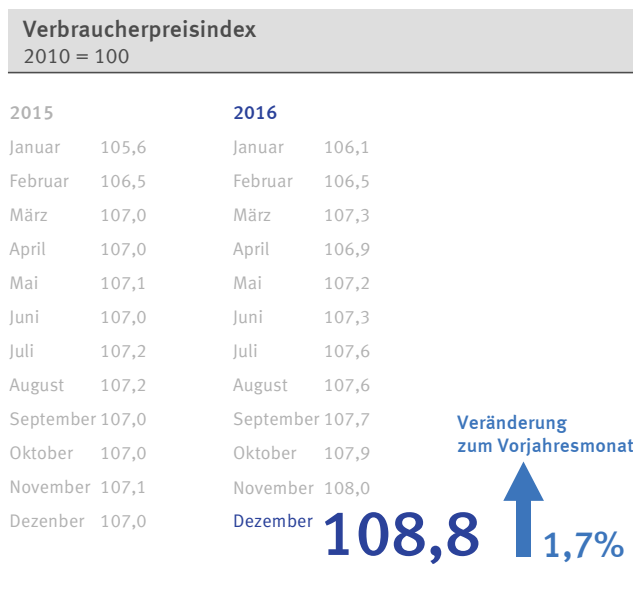 Verbraucherpreisindex
2010 = 100
2015
Januar 105,6
Februar 106,5
März 107,0
April 107,0
Mai 107,1
Juni 107,0
Juli 107,2
August 107,2
September 107,0
Oktober 107,0
November 107,1
Dezenber 107,0
2016
Januar 106,1
Februar 106,5
März 107,3
April 106,9
Mai 107,2
Juni 107,3
Juli 107,6
August 107,6
September 107,7
Oktober 107,9
November 108,0
Dezember 108,8
Veränderung
zum Vorjahresmonat
1,7%